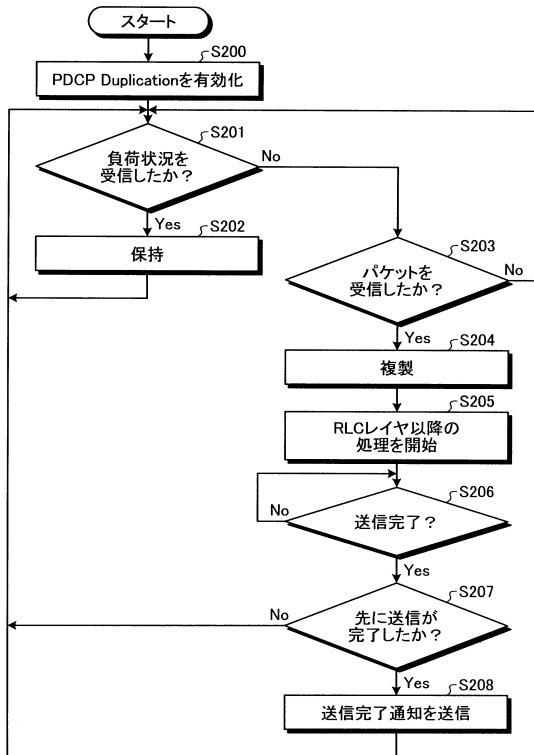 スタート
S200
PDCP Duplicationを有効化
S201
負荷状況を
受信したか？
No
Yes
S202
保持
S203
パケットを
受信したか？
No
Yes
S204
複製
S205
RLCレイヤ以降の
処理を開始
S206
送信完了？
No
Yes
S207
先に送信が
完了したか？
No
Yes
S208
送信完了通知を送信